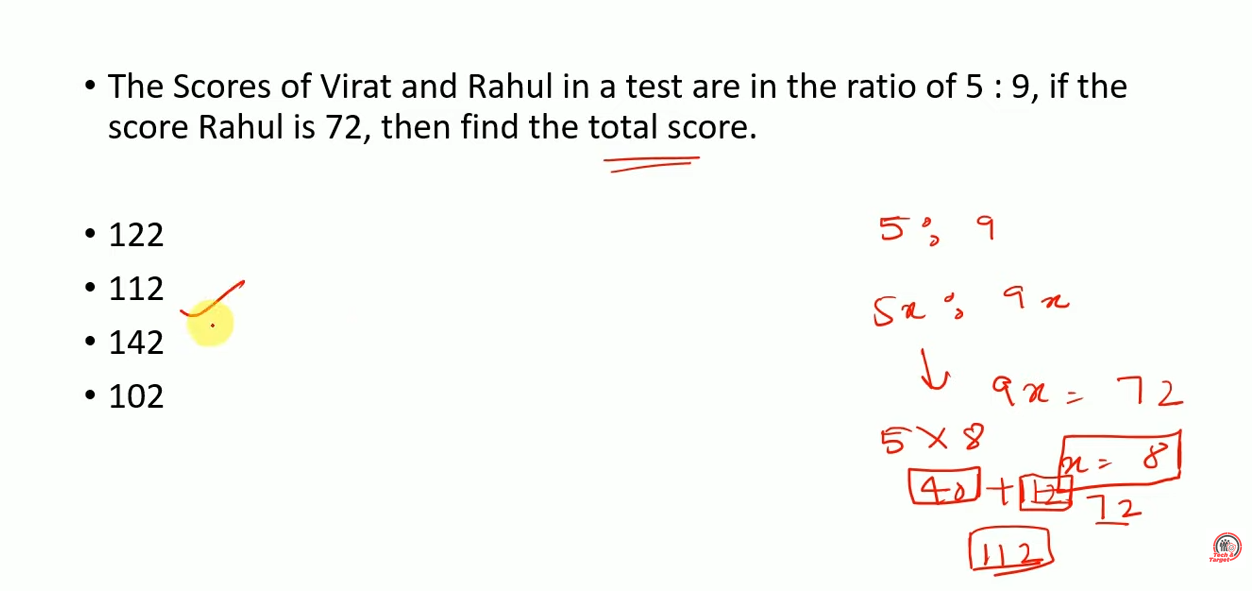 • The Scores of Virat and Rahul in a test are in the ratio of 5 : 9, if the
score Rahul is 72, then find the total score.
• 122
• 112
• 142
• 102
5 : 9
5x : 9x
9x = 72
5 × 8
x = 8
40 +
72
112
Tech &
Target